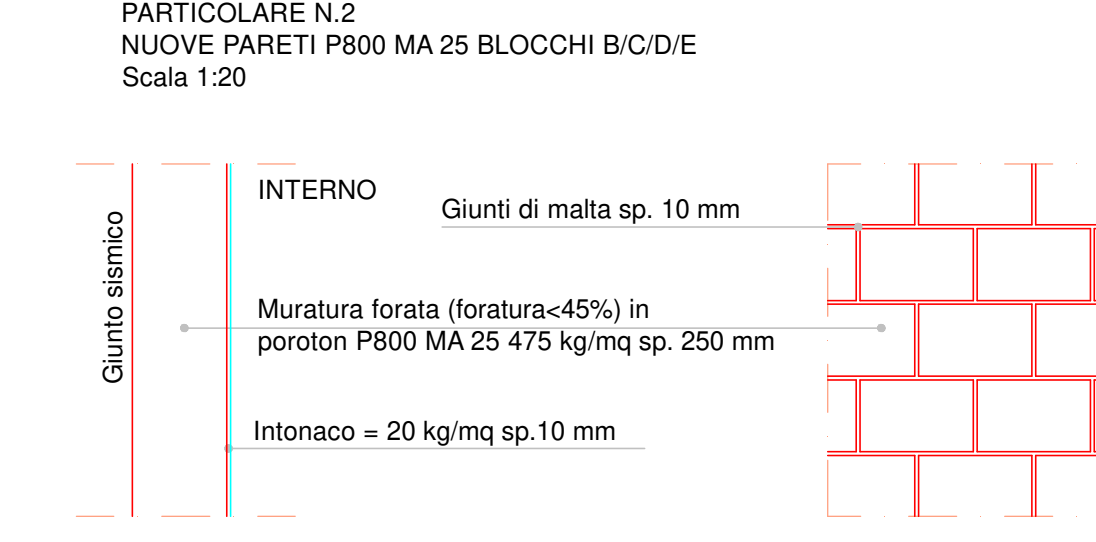 PARTICOLARE N.2
NUOVE PARETI P800 MA 25 BLOCCHI B/C/D/E
Scala 1:20
INTERNO
Giunti di malta sp. 10 mm
Giunto sismico
Muratura forata (foratura<45%) in
poroton P800 MA 25 475 kg/mq sp. 250 mm
Intonaco = 20 kg/mq sp.10 mm